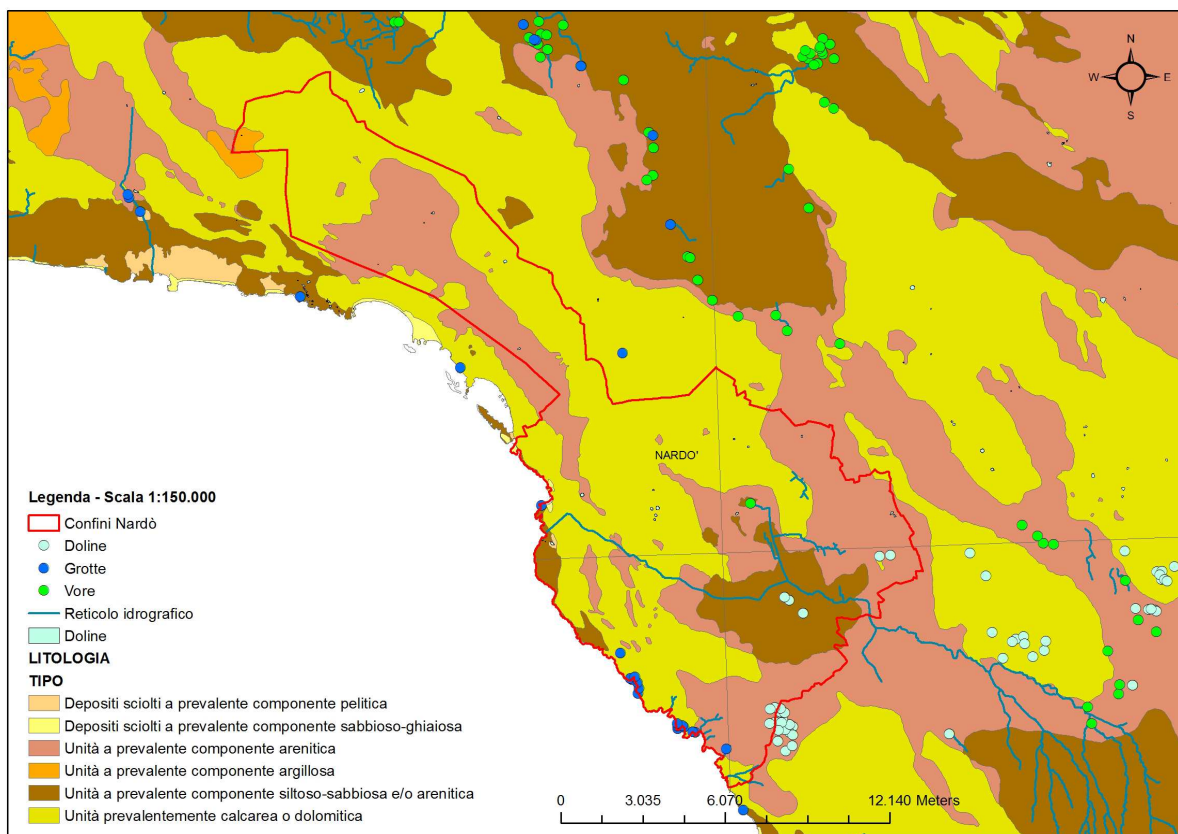 N
W E
S
NARDO'
Legenda - Scala 1:150.000
Confini Nardò
Doline
Grotte
Vore
Reticolo idrografico
Doline
LITOLOGIA
TIPO
Depositi sciolti a prevalente componente pelitica
Depositi sciolti a prevalente componente sabbioso-ghiaiosa
Unità a prevalente componente arenitica
Unità a prevalente componente argillosa
Unità a prevalente componente siltoso-sabbiosa e/o arenitica
Unità prevalentemente calcarea o dolomitica
0 3.035 6.070 12.140 Meters